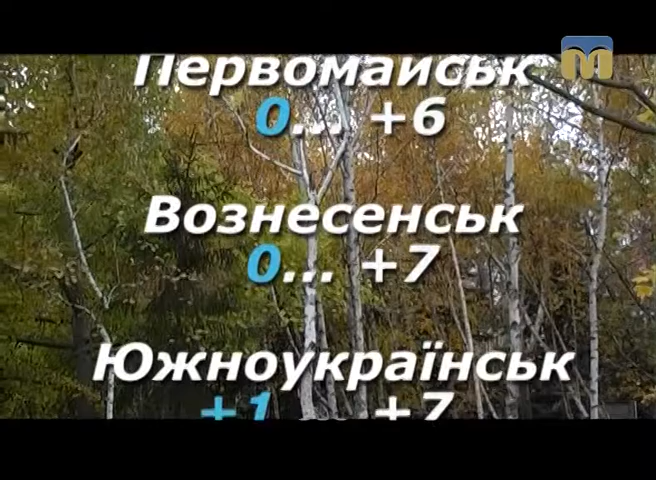 Первомайськ
0... +6
Вознесенськ
0... +7
Южноукраїнськ
+1 ... +7